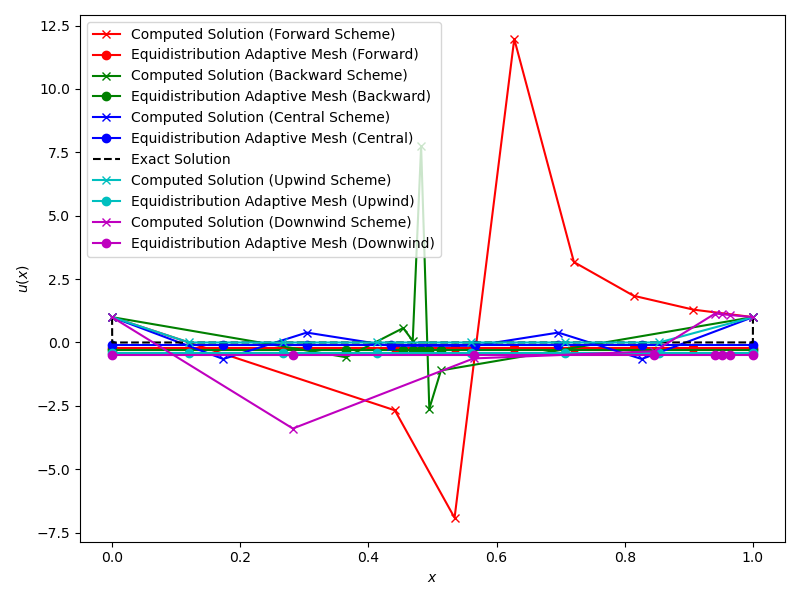 12.5
10.0
7.5
5.0
2.5
0.0
−2.5
−5.0
−7.5
u(x)
Computed Solution (Forward Scheme)
Equidistribution Adaptive Mesh (Forward)
Computed Solution (Backward Scheme)
Equidistribution Adaptive Mesh (Backward)
Computed Solution (Central Scheme)
Equidistribution Adaptive Mesh (Central)
Exact Solution
Computed Solution (Upwind Scheme)
Equidistribution Adaptive Mesh (Upwind)
Computed Solution (Downwind Scheme)
Equidistribution Adaptive Mesh (Downwind)
0.0 0.2 0.4 0.6 0.8 1.0
x